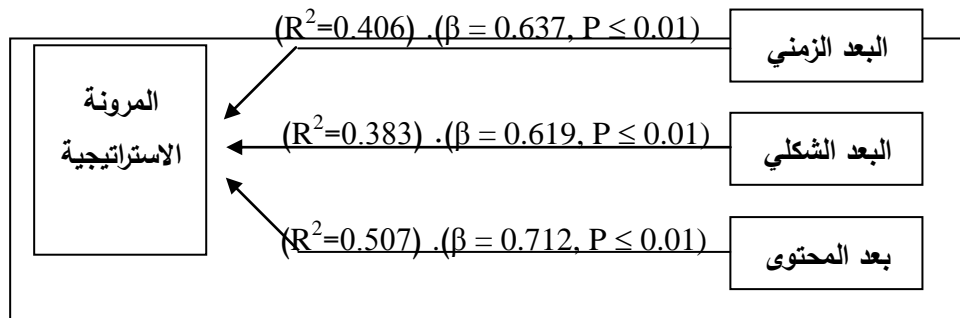 البعد الزمني
(R²=0.406) .(β = 0.637, P ≤ 0.01)
المرونة
الاستراتيجية
البعد الشكلي
(R²=0.383) .(β = 0.619, P ≤ 0.01)
بعد المحتوى
(R²=0.507) .(β = 0.712, P ≤ 0.01)